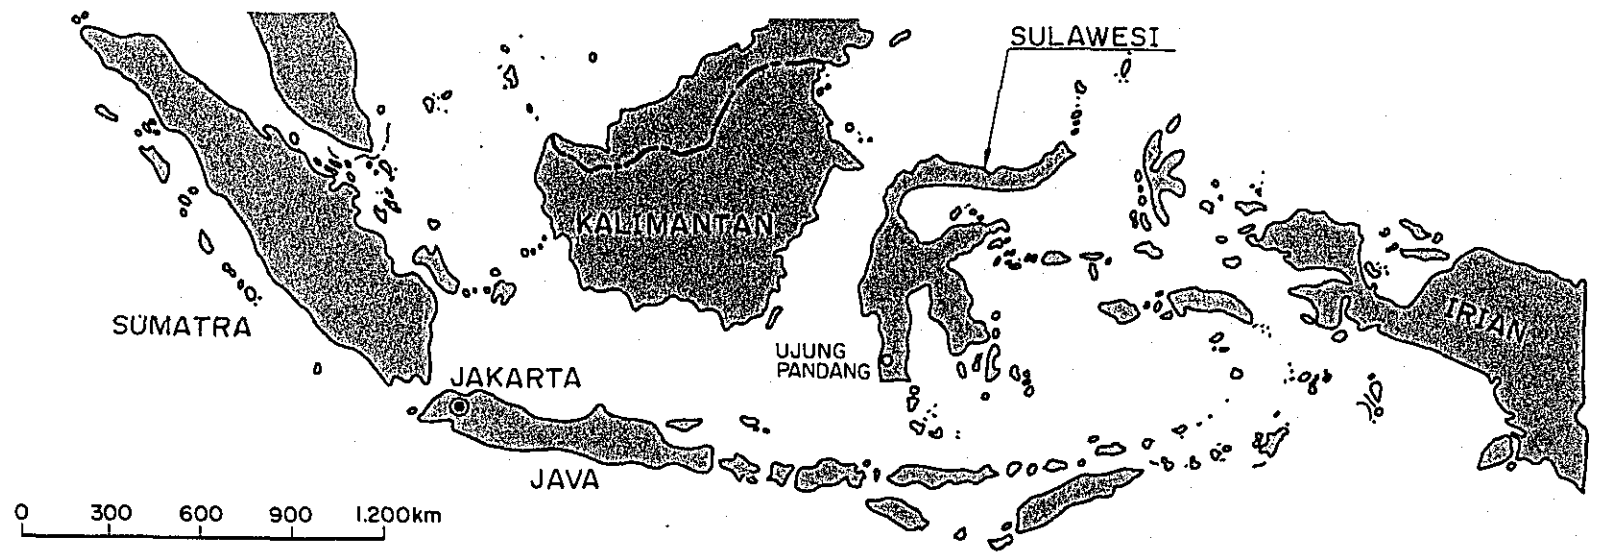 SULAWESI
KALIMANTAN
IRIAN
SUMATRA
UJUNG
PANDANG
JAKARTA
JAVA
0 300 600 900 1.200km